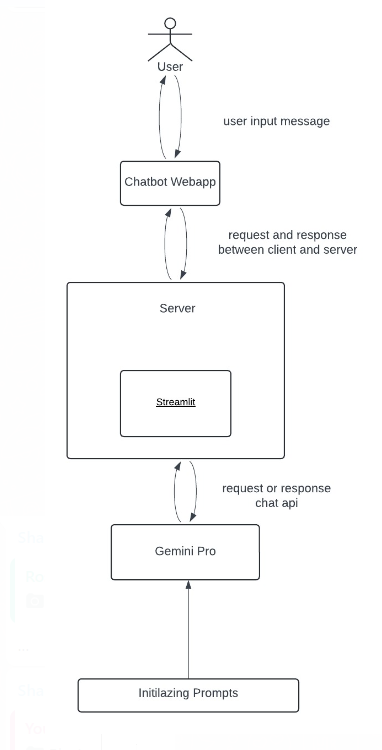 User
user input message
Chatbot Webapp
request and response
between client and server
Server
Streamlit
request or response
chat api
Gemini Pro
Initilazing Prompts